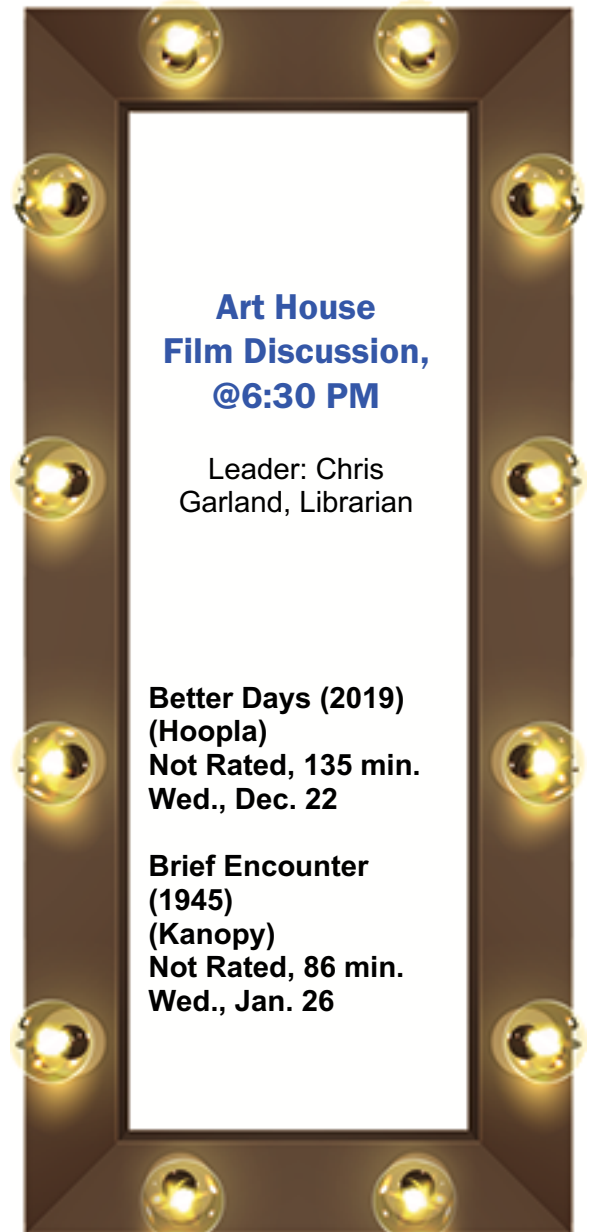 Art House
Film Discussion,
@6:30 PM
Leader: Chris
Garland, Librarian
Better Days (2019)
(Hoopla)
Not Rated, 135 min.
Wed., Dec. 22
Brief Encounter
(1945)
(Kanopy)
Not Rated, 86 min.
Wed., Jan. 26